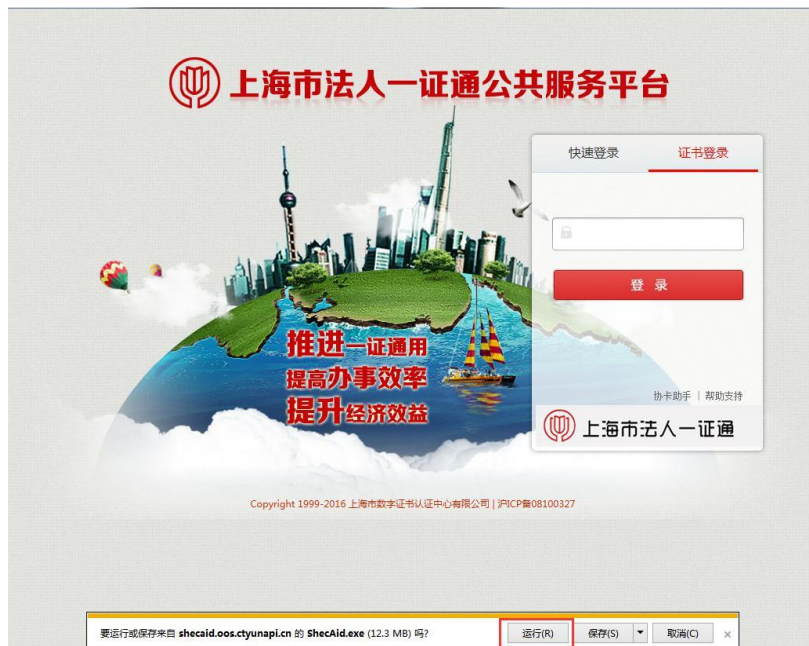 上海市法人一证通公共服务平台
快速登录 证书登录
登 录
推进一证通用
提高办事效率
提升经济效益
协卡助手 | 帮助支持
上海市法人一证通
Copyright 1999-2016 上海市数字证书认证中心有限公司 | 沪ICP备08100327
要运行或保存来自 shecaid.oos.ctyunapi.cn 的 ShecAid.exe (12.3 MB) 吗? 运行(R) 保存(S) 取消(C) ×